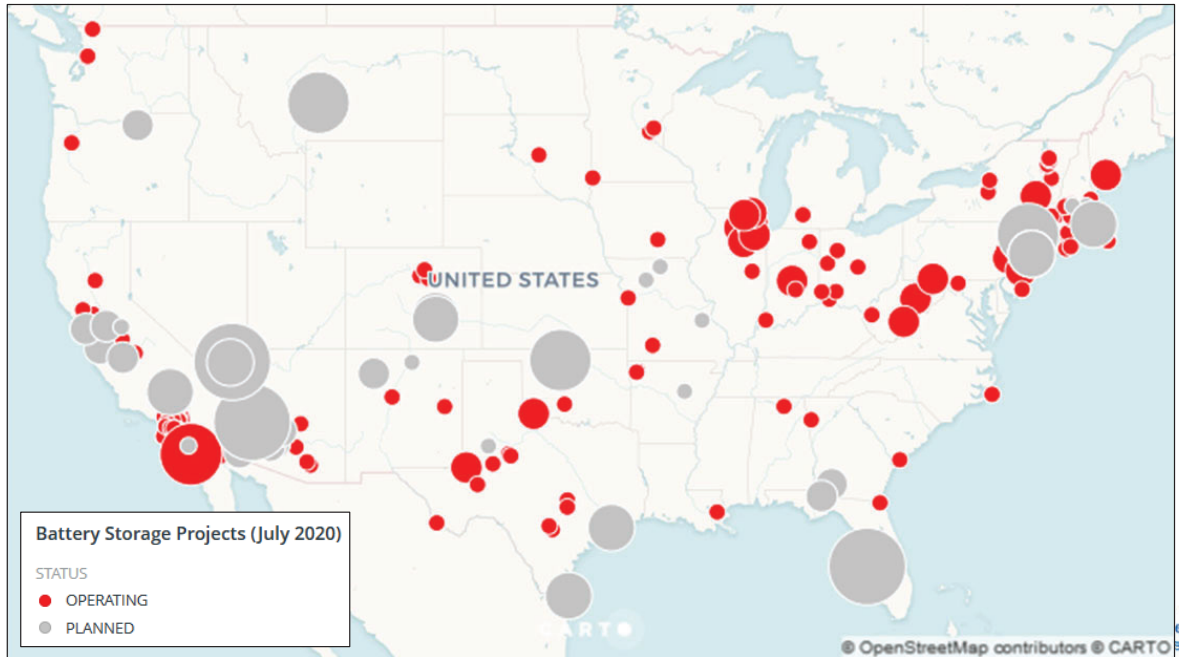 UNITED STATES
Battery Storage Projects (July 2020)
STATUS
OPERATING
PLANNED
CARTO
© OpenStreetMap contributors © CARTO